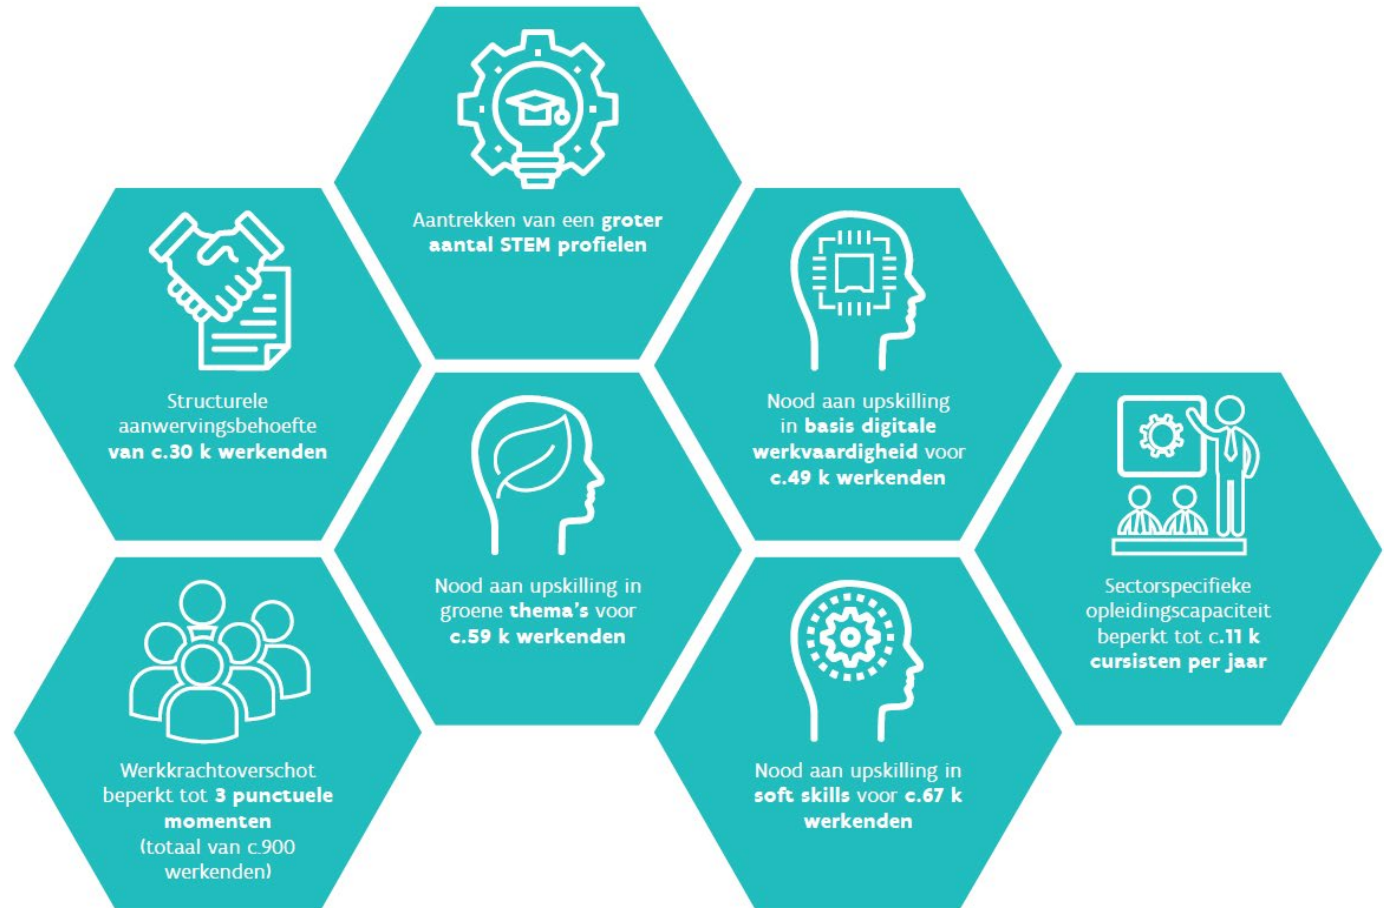 Aantrekken van een groter
aantal STEM profielen
Structurele
aanwervingsbehoefte
van c.30 k werkenden
Nood aan upskilling
in basis digitale
werkvaardigheid voor
c.49 k werkenden
Nood aan upskilling in
groene thema's voor
c.59 k werkenden
Sectorspecifieke
opleidingscapaciteit
beperkt tot c.11 k
cursisten per jaar
Werkkrachtoverschot
beperkt tot 3 punctuele
momenten
(totaal van c.900
werkenden)
Nood aan upskilling in
soft skills voor c.67 k
werkenden